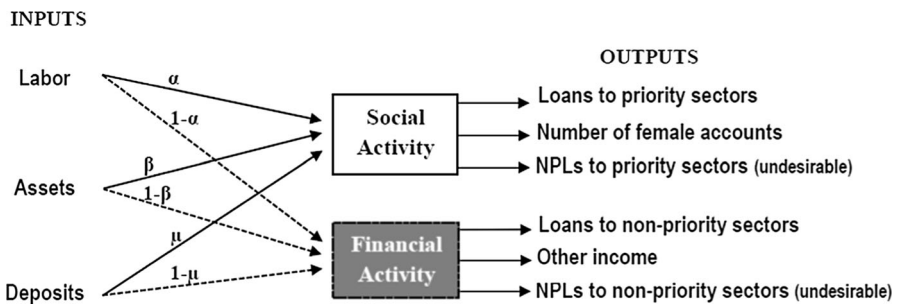 INPUTS
OUTPUTS
Labor
α
1-α
Assets
β
1-β
Deposits
μ
1-μ
Social
Activity
Financial
Activity
Loans to priority sectors
Number of female accounts
NPLs to priority sectors (undesirable)
Loans to non-priority sectors
Other income
NPLs to non-priority sectors (undesirable)